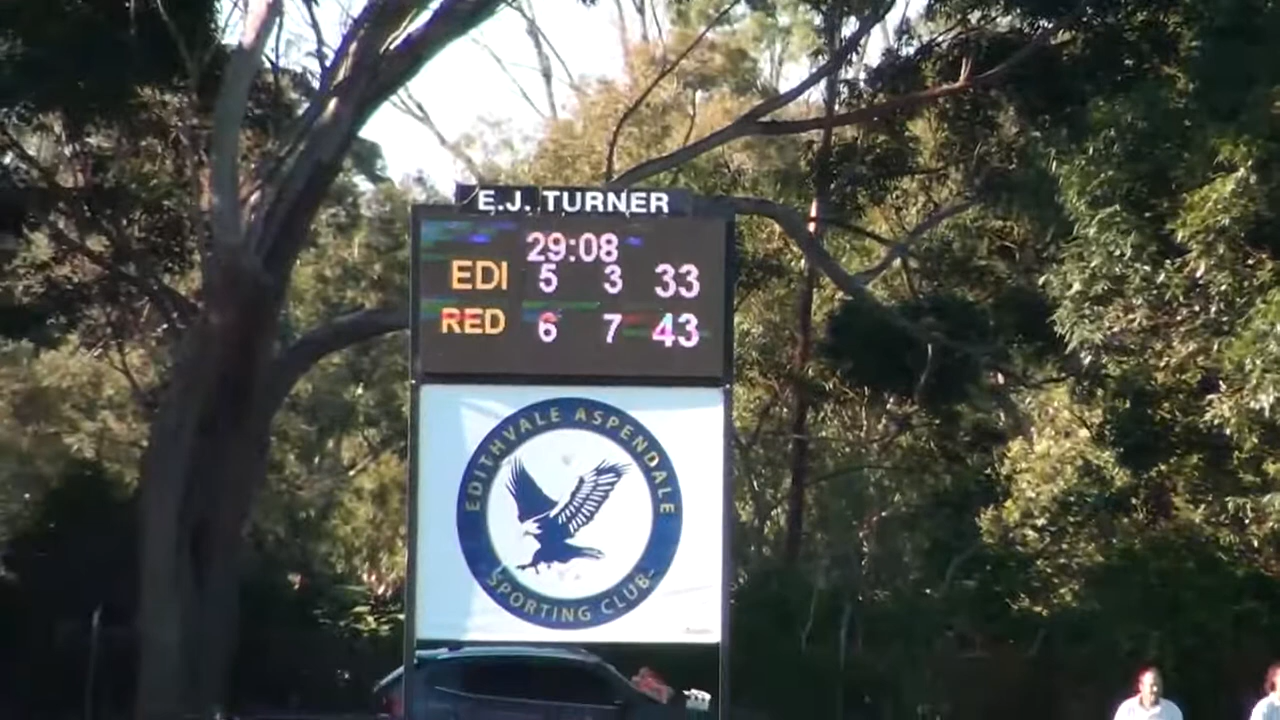 E.J. TURNER
29:08
EDI 5 3 33
RED 6 7 43
EDITHVALE ASPENDALE
SPORTING CLUB